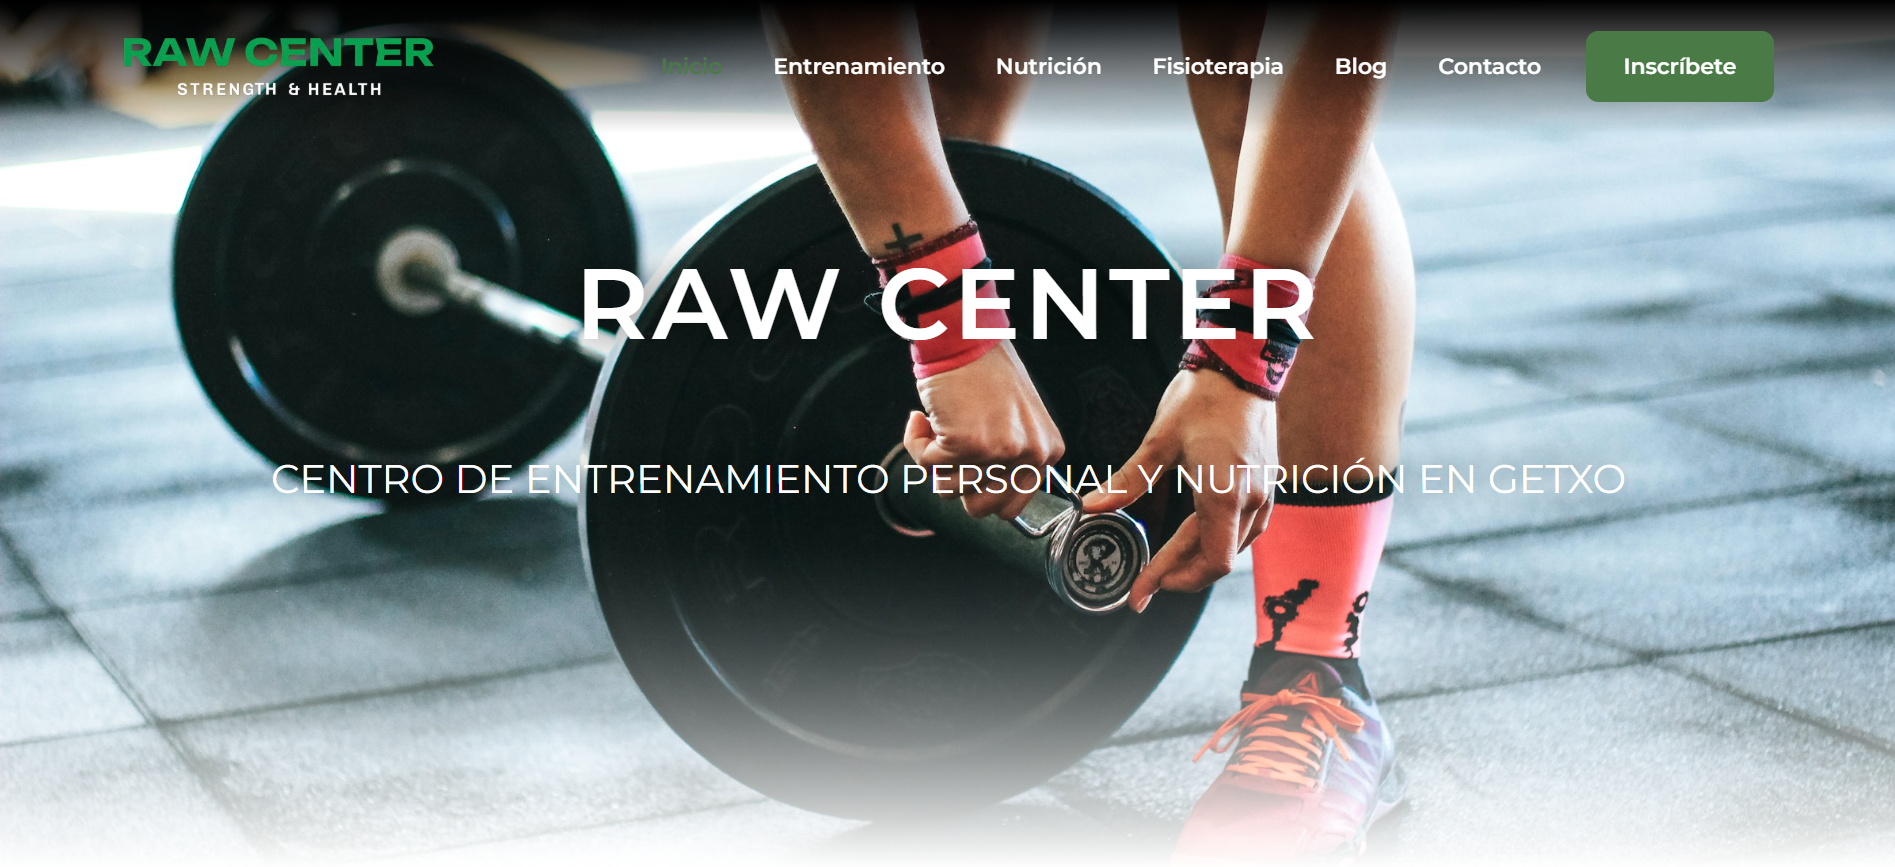 RAW CENTER
STRENGTH & HEALTH
Inicio Entrenamiento Nutrición Fisioterapia Blog Contacto Inscríbete
RAW CENTER
CENTRO DE ENTRENAMIENTO PERSONAL Y NUTRICIÓN EN GETXO